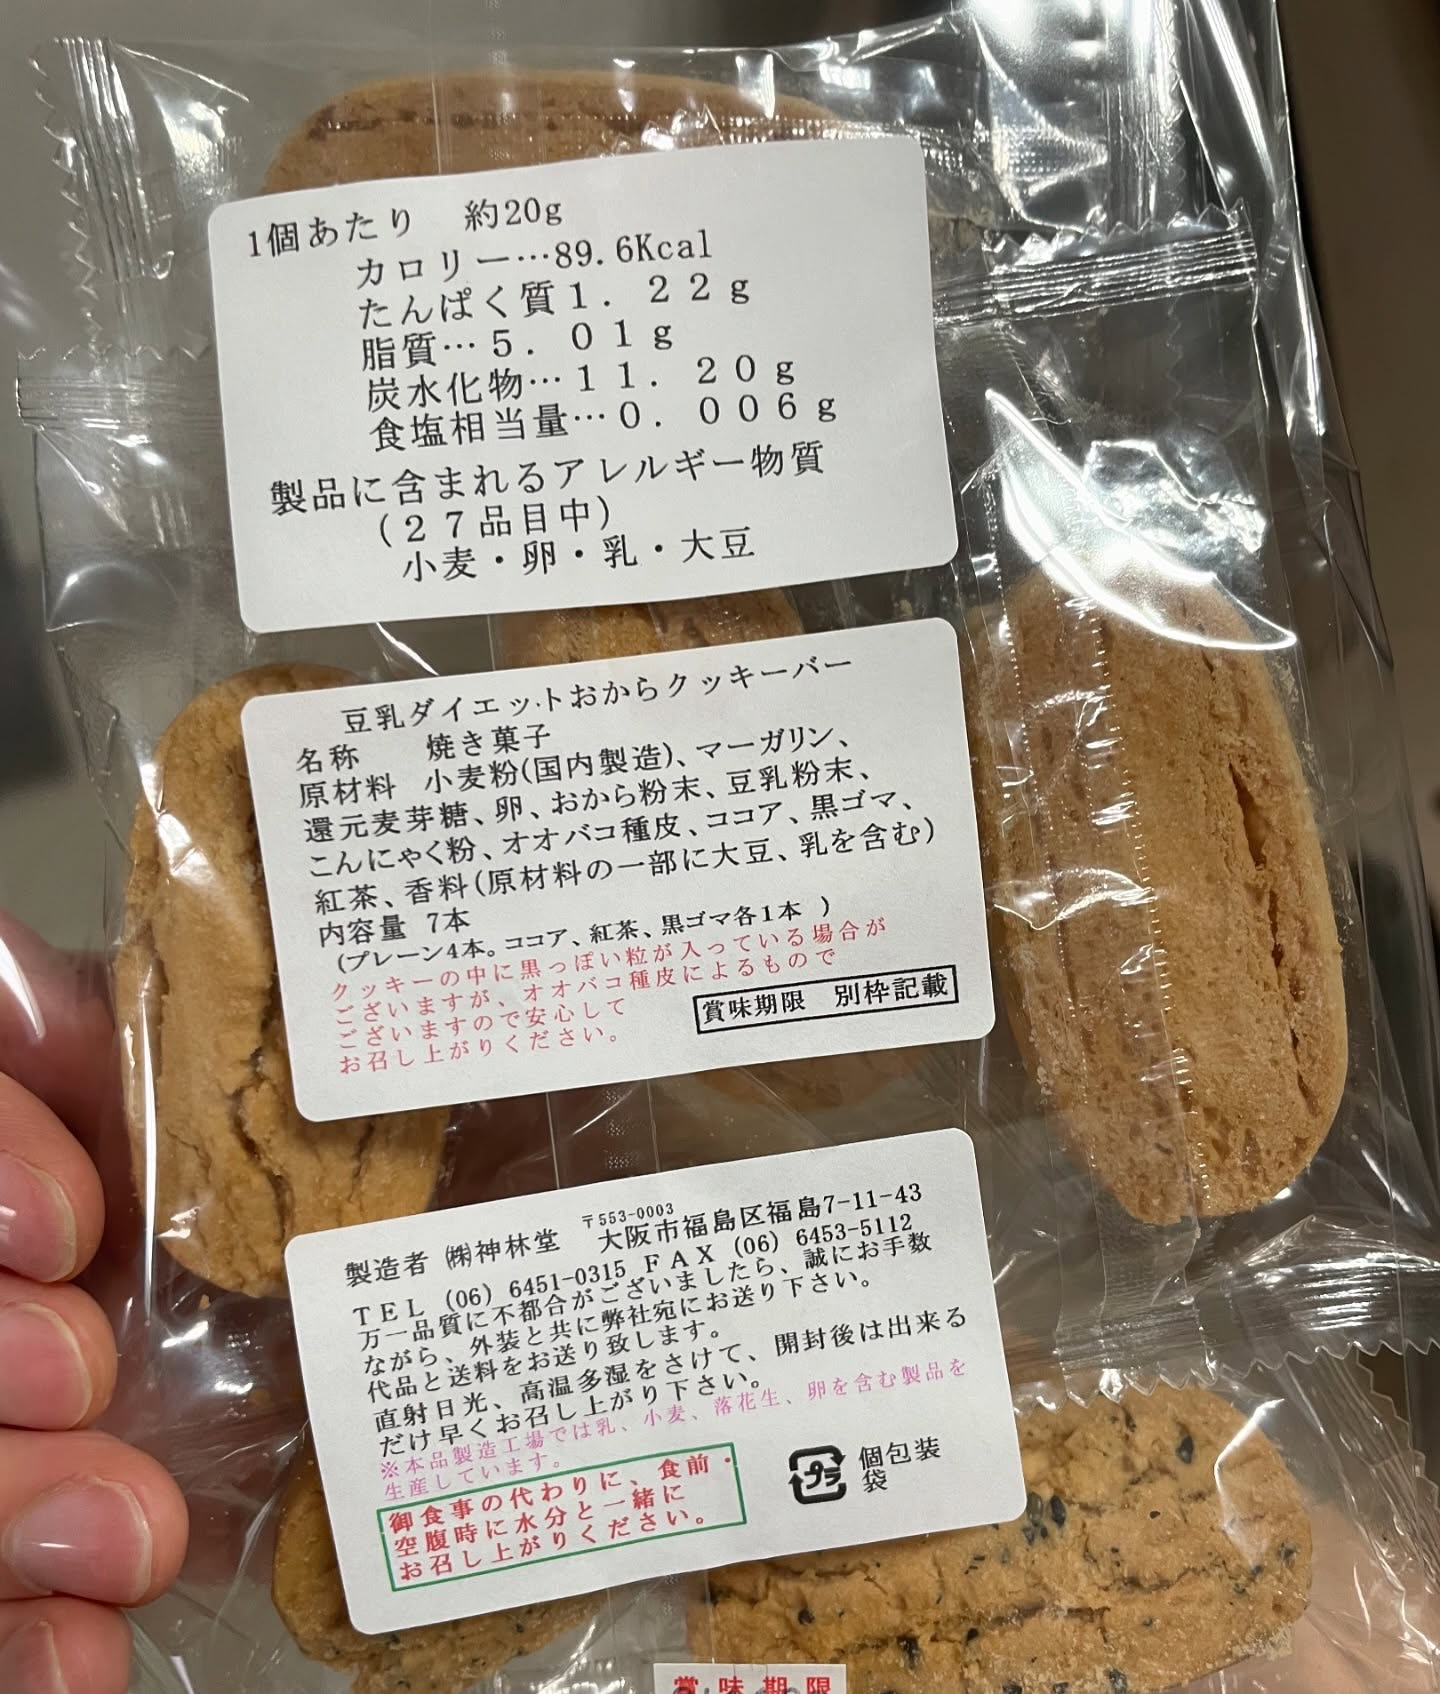 1個あたり 約20g
カロリー…89.6Kcal
たんぱく質1.22g
脂質…5.01g
炭水化物…11.20g
食塩相当量…0.006g
製品に含まれるアレルギー物質
(27品目中)
小麦・卵・乳・大豆
豆乳ダイエットおからクッキーバー
名称 焼き菓子
原材料 小麦粉(国内製造)、マーガリン、
還元麦芽糖、卵、おから粉末、豆乳粉末、
こんにゃく粉、オオバコ種皮、ココア、黒ゴマ、
紅茶、香料(原材料の一部に大豆、乳を含む)
内容量 7本
(プレーン4本。ココア、紅茶、黒ゴマ各1本 )
クッキーの中に黒っぽい粒が入っている場合が
ございますが、オオバコ種皮によるもので
ございますので安心して
お召し上がりください。
賞味期限 別枠記載
〒553-0003
製造者 ㈱神林堂 大阪市福島区福島7-11-43
TEL (06) 6451-0315 FAX (06) 6453-5112
万一品質に不都合がございましたら、誠にお手数
ながら、外装と共に弊社宛にお送り下さい。
代品と送料をお送り致します。
直射日光、高温多湿をさけて、開封後は出来る
だけ早くお召し上がり下さい。
※本品製造工場では乳、小麦、落花生、卵を含む製品を
生産しています。
御食事の代わりに、食前・
空腹時に水分と一緒に
お召し上がりください。
プラ
個包装
袋
賞味期限